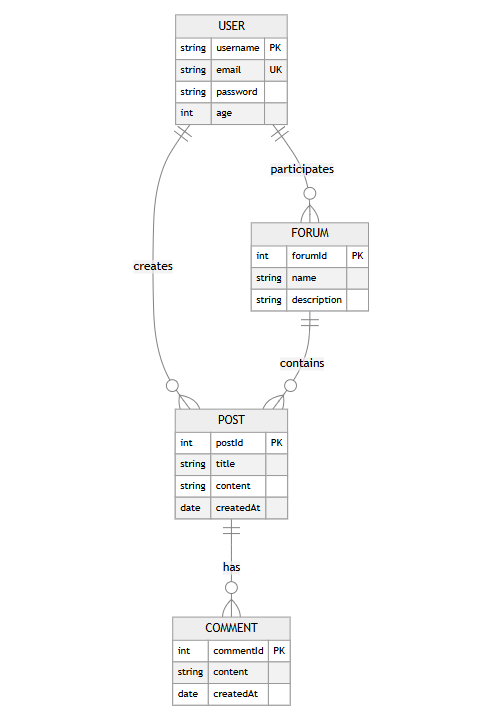 USER
string username PK
string email UK
string password
int age
participates
FORUM
int forumId PK
string name
string description
creates
contains
POST
int postId PK
string title
string content
date createdAt
has
COMMENT
int commentId PK
string content
date createdAt